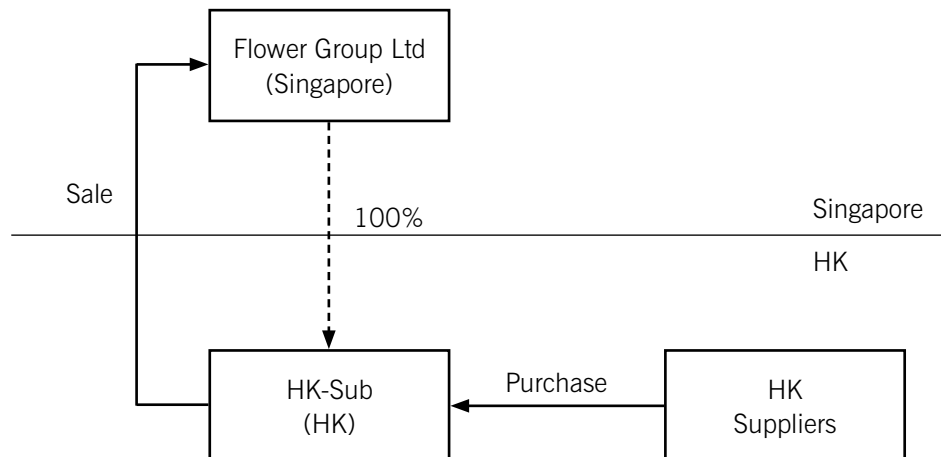 Flower Group Ltd
(Singapore)
Sale
100%
Singapore
HK
HK-Sub
(HK)
Purchase
HK
Suppliers